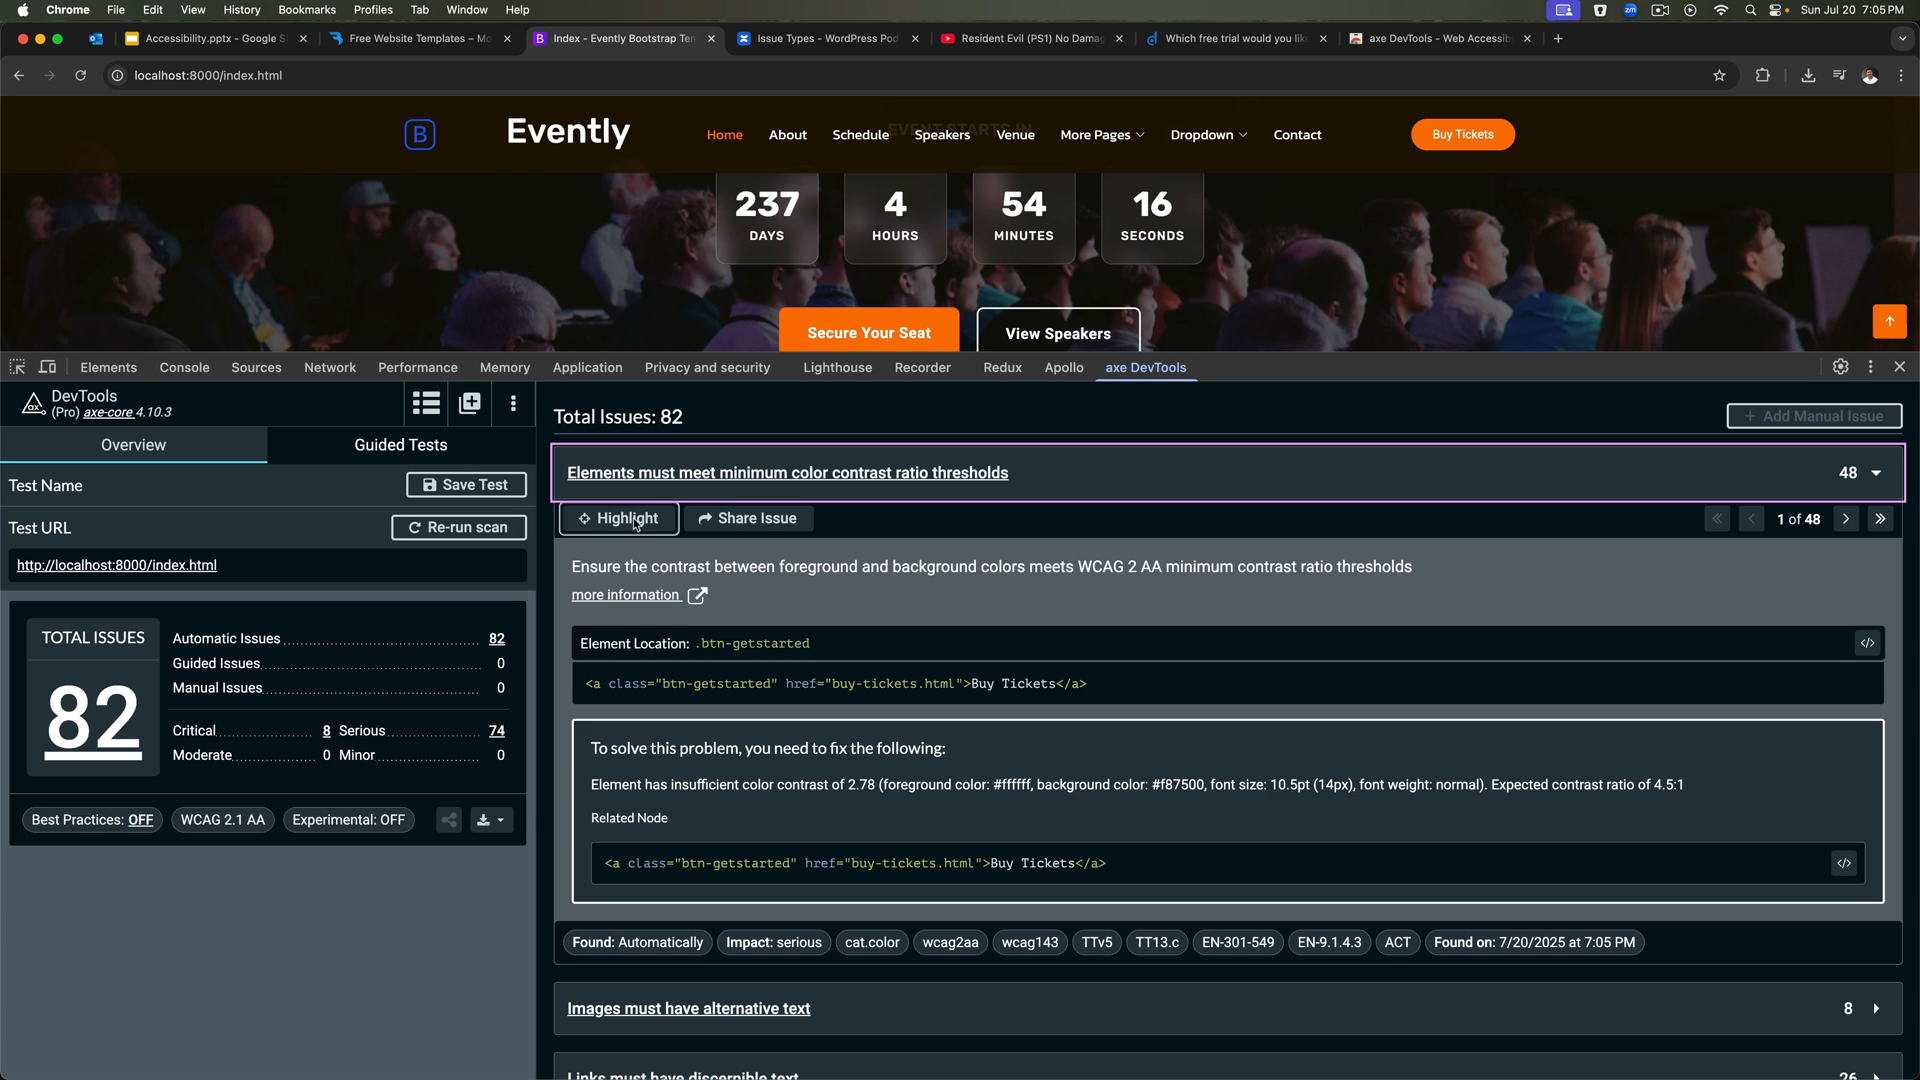 Chrome File Edit View History Bookmarks Profiles Tab Window Help
zm
Sun Jul 20 7:05 PM
Accessibility.pptx - Google S
Free Website Templates – Mo
Index - Evently Bootstrap Tem
Issue Types - WordPress Pod
Resident Evil (PS1) No Damag
Which free trial would you lik
axe DevTools - Web Accessib
localhost:8000/index.html
B
Evently
Home About Schedule Speakers Venue More Pages Dropdown Contact
EVENT STARTS IN
Buy Tickets
237 4 54 16
DAYS HOURS MINUTES SECONDS
Secure Your Seat View Speakers
Elements Console Sources Network Performance Memory Application Privacy and security Lighthouse Recorder Redux Apollo axe DevTools
ax
DevTools
(Pro) axe-core 4.10.3
Overview Guided Tests
Test Name Save Test
Test URL Re-run scan
http://localhost:8000/index.html
TOTAL ISSUES
82
Automatic Issues 82
Guided Issues 0
Manual Issues 0
Critical 8 Serious 74
Moderate 0 Minor 0
Best Practices: OFF WCAG 2.1 AA Experimental: OFF
Total Issues: 82
+ Add Manual Issue
Elements must meet minimum color contrast ratio thresholds 48
Highlight Share Issue 1 of 48
Ensure the contrast between foreground and background colors meets WCAG 2 AA minimum contrast ratio thresholds
more information
Element Location: .btn-getstarted </>
<a class="btn-getstarted" href="buy-tickets.html">Buy Tickets</a>
To solve this problem, you need to fix the following:
Element has insufficient color contrast of 2.78 (foreground color: #ffffff, background color: #f87500, font size: 10.5pt (14px), font weight: normal). Expected contrast ratio of 4.5:1
Related Node
<a class="btn-getstarted" href="buy-tickets.html">Buy Tickets</a> </>
Found: Automatically Impact: serious cat.color wcag2aa wcag143 TTv5 TT13.c EN-301-549 EN-9.1.4.3 ACT Found on: 7/20/2025 at 7:05 PM
Images must have alternative text 8
Links must have discernible text 26